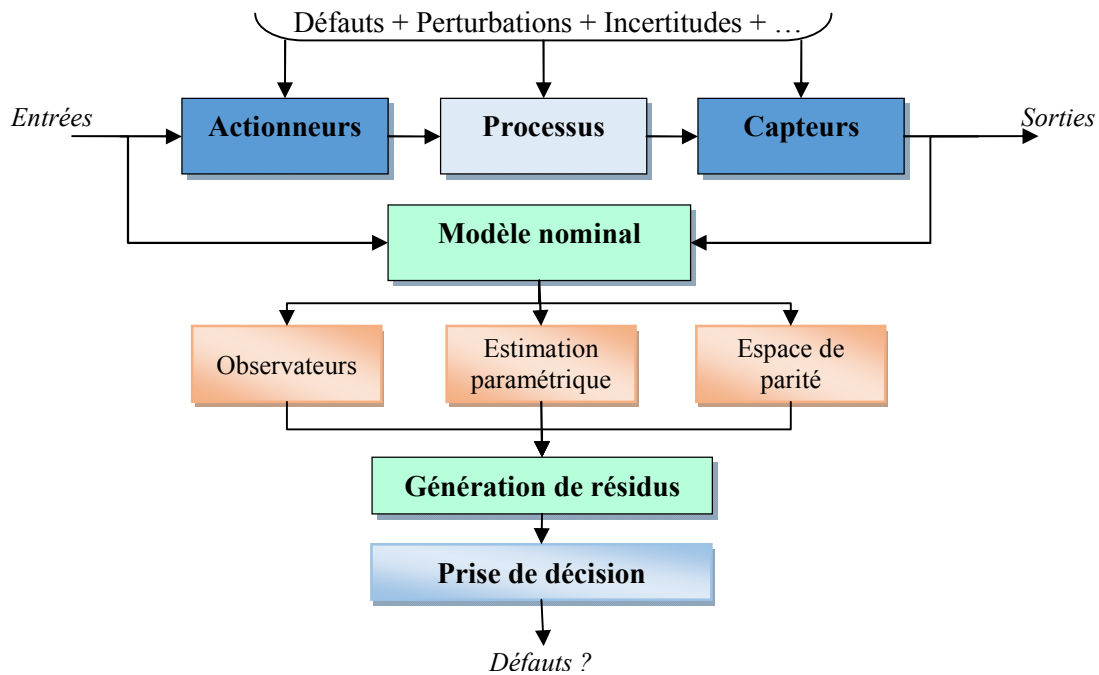 Défauts + Perturbations + Incertitudes + …
Entrées
Actionneurs
Processus
Capteurs
Sorties
Modèle nominal
Observateurs
Estimation
paramétrique
Espace de
parité
Génération de résidus
Prise de décision
Défauts ?